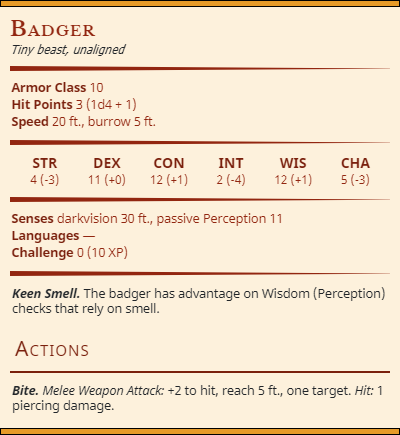 BADGER
Tiny beast, unaligned
Armor Class 10
Hit Points 3 (1d4 + 1)
Speed 20 ft., burrow 5 ft.
STR DEX CON INT WIS CHA
4 (-3) 11 (+0) 12 (+1) 2 (-4) 12 (+1) 5 (-3)
Senses darkvision 30 ft., passive Perception 11
Languages —
Challenge 0 (10 XP)
Keen Smell. The badger has advantage on Wisdom (Perception)
checks that rely on smell.
ACTIONS
Bite. Melee Weapon Attack: +2 to hit, reach 5 ft., one target. Hit: 1
piercing damage.